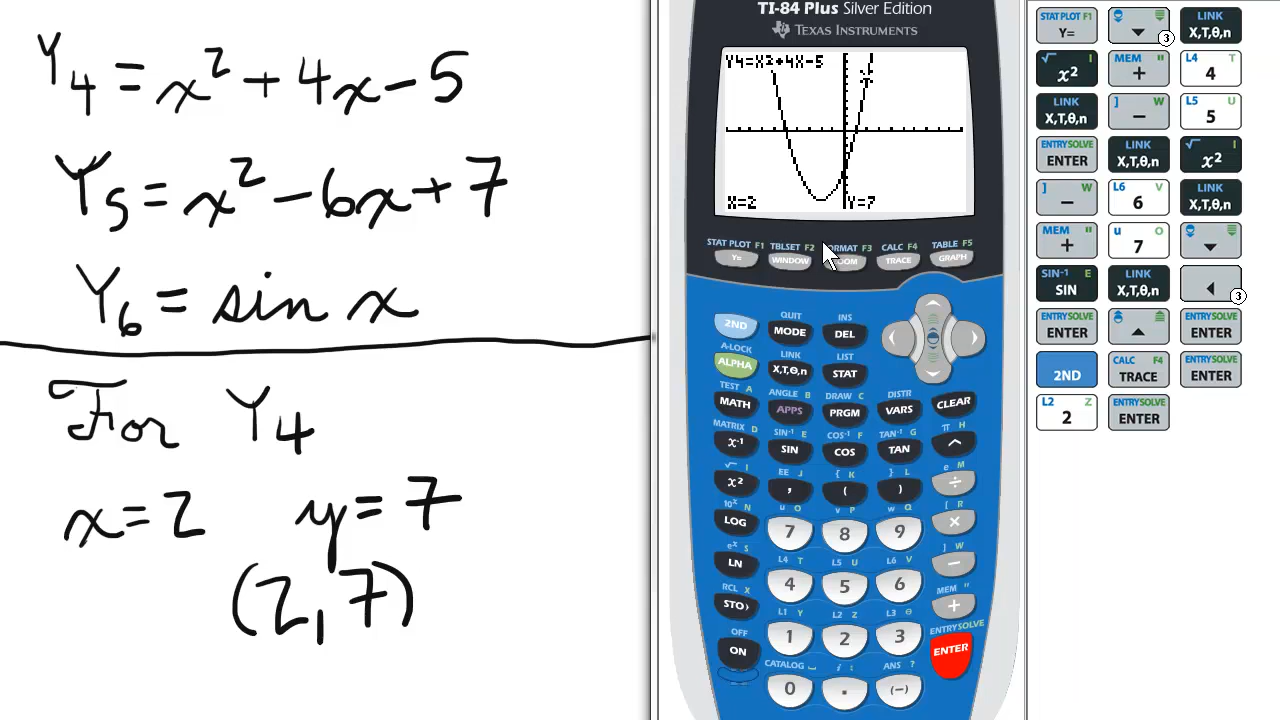 Y4 = x² + 4x - 5
Y5 = x² - 6x + 7
Y6 = sin x
For Y4
x = 2 y = 7
(2, 7)
TI-84 Plus Silver Edition
TEXAS INSTRUMENTS
Y4=X²+4X-5
X=2 Y=7
STAT PLOT F1 TBLSET F2 FORMAT F3 CALC F4 TABLE F5
Y= WINDOW ZOOM TRACE GRAPH
QUIT INS
2ND MODE DEL
A-LOCK LINK LIST
ALPHA X,T,θ,n STAT
TEST A ANGLE B DRAW C DISTR
MATH APPS PRGM VARS CLEAR
MATRIX D SIN⁻¹ E COS⁻¹ F TAN⁻¹ G π H
x⁻¹ SIN COS TAN ^
√ I EE J { K } L e M
x² , ( ) ÷
10ˣ N u O v P w Q [ R
LOG 7 8 9 ×
eˣ S L4 T L5 U L6 V ] W
LN 4 5 6 −
RCL X L1 Y L2 Z L3 θ MEM "
STO› 1 2 3 +
OFF CATALOG ⎵ i : ANS ? ENTRY SOLVE
ON 0 . (−) ENTER
STAT PLOT F1 LINK
Y= 3 X,T,θ,n
√ I MEM " L4 T
x² + 4
LINK ] W L5 U
X,T,θ,n − 5
ENTRY SOLVE LINK √ I
ENTER X,T,θ,n x²
] W L6 V LINK
− 6 X,T,θ,n
MEM " u O
+ 7
SIN⁻¹ E LINK
SIN X,T,θ,n 3
ENTRY SOLVE ENTRY SOLVE
ENTER ENTER
CALC F4 ENTRY SOLVE
2ND TRACE ENTER
L2 Z ENTRY SOLVE
2 ENTER